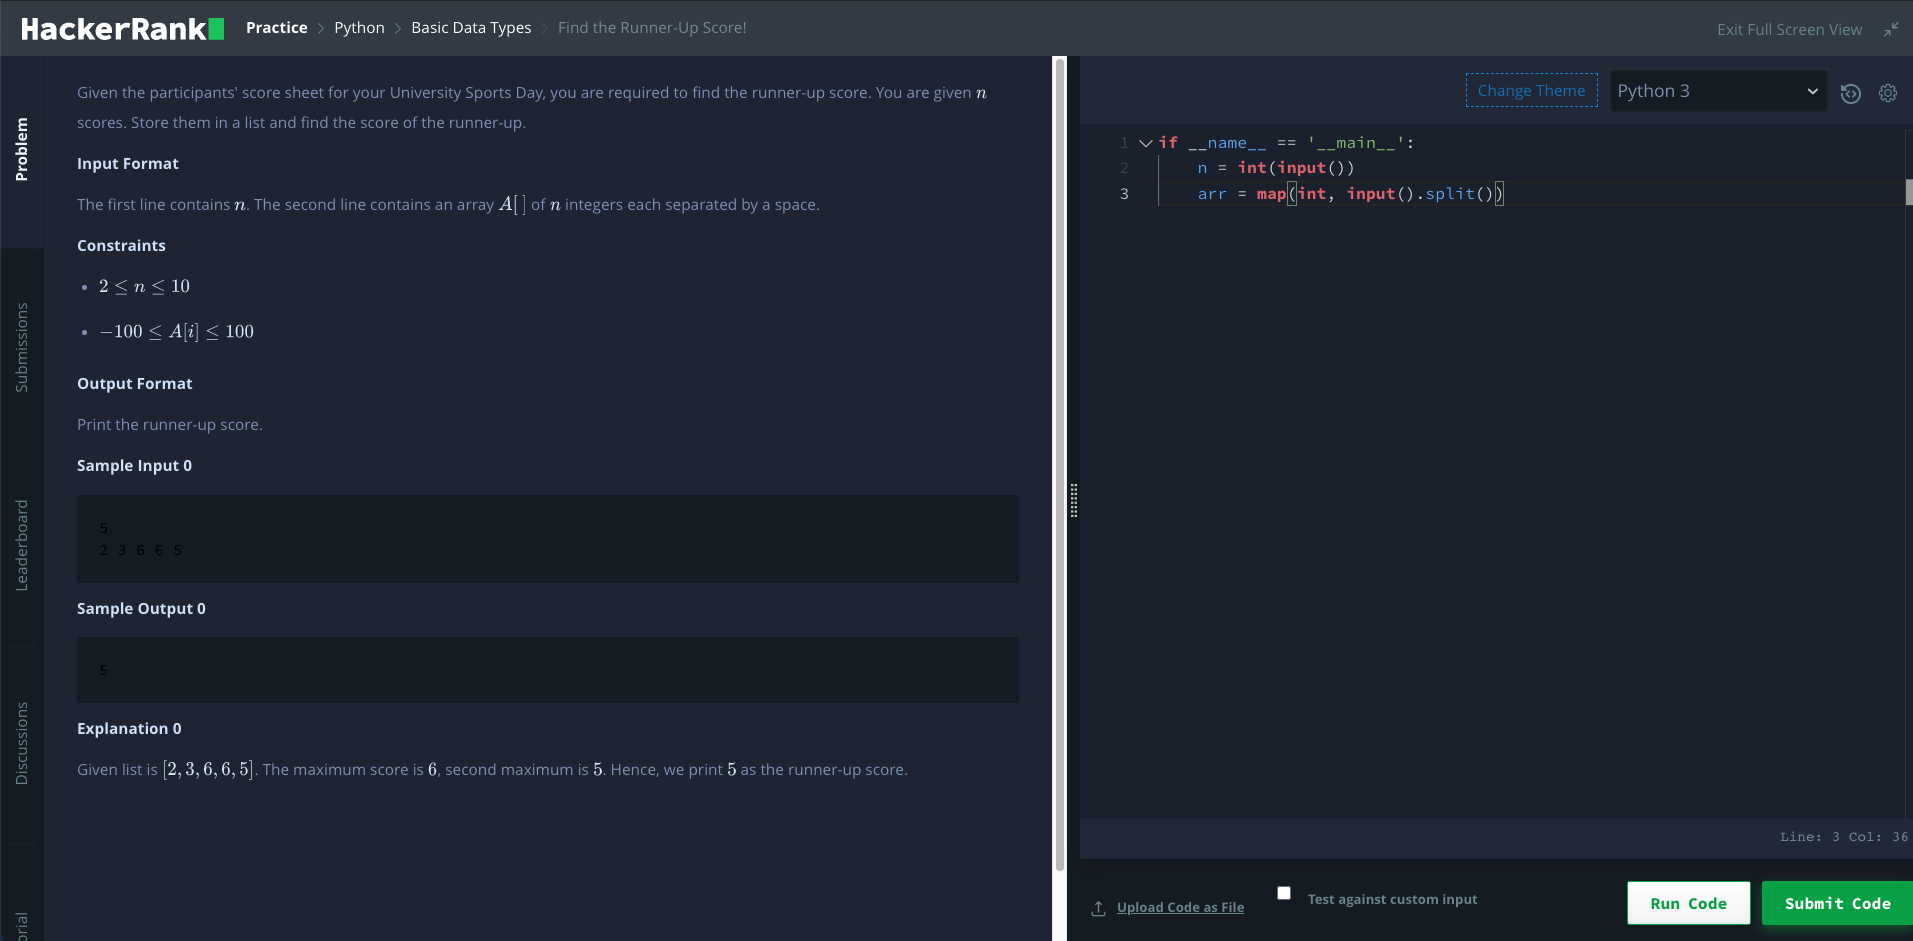 HackerRank Practice > Python > Basic Data Types > Find the Runner-Up Score!
Exit Full Screen View
Problem
Submissions
Leaderboard
Discussions
orial
Given the participants' score sheet for your University Sports Day, you are required to find the runner-up score. You are given n
scores. Store them in a list and find the score of the runner-up.
Input Format
The first line contains n. The second line contains an array A[ ] of n integers each separated by a space.
Constraints
• 2 ≤ n ≤ 10
• −100 ≤ A[i] ≤ 100
Output Format
Print the runner-up score.
Sample Input 0
5
2 3 6 6 5
Sample Output 0
5
Explanation 0
Given list is [2, 3, 6, 6, 5]. The maximum score is 6, second maximum is 5. Hence, we print 5 as the runner-up score.
Change Theme
Python 3
1 if __name__ == '__main__':
2 n = int(input())
3 arr = map(int, input().split())
Line: 3 Col: 36
Upload Code as File
Test against custom input
Run Code
Submit Code